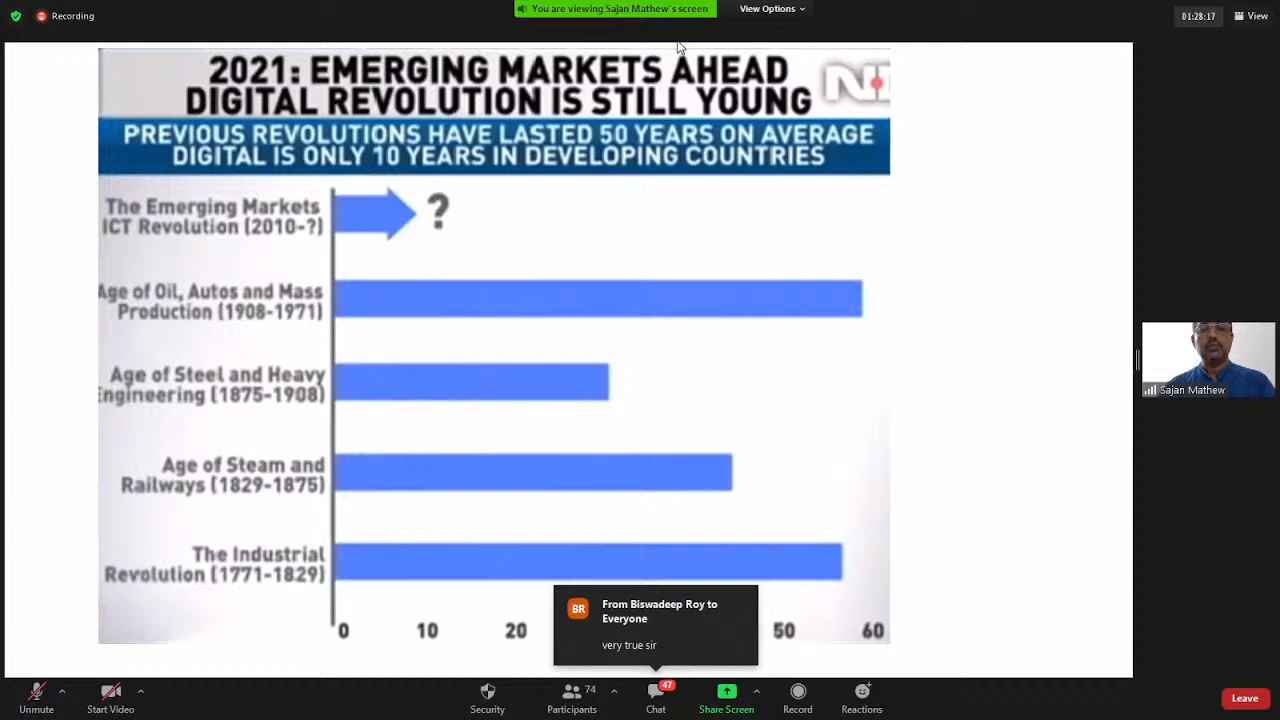 Recording
You are viewing Sajan Mathew's screen
View Options
01:28:17
View
2021: EMERGING MARKETS AHEAD
DIGITAL REVOLUTION IS STILL YOUNG
PREVIOUS REVOLUTIONS HAVE LASTED 50 YEARS ON AVERAGE
DIGITAL IS ONLY 10 YEARS IN DEVELOPING COUNTRIES
The Emerging Markets
ICT Revolution (2010-?)
?
Age of Oil, Autos and Mass
Production (1908-1971)
Age of Steel and Heavy
Engineering (1875-1908)
Age of Steam and
Railways (1829-1875)
The Industrial
Revolution (1771-1829)
0 10 20 50 60
Sajan Mathew
BR
From Biswadeep Roy to
Everyone
very true sir
Unmute
Start Video
Security
Participants
74
Chat
47
Share Screen
Record
Reactions
Leave